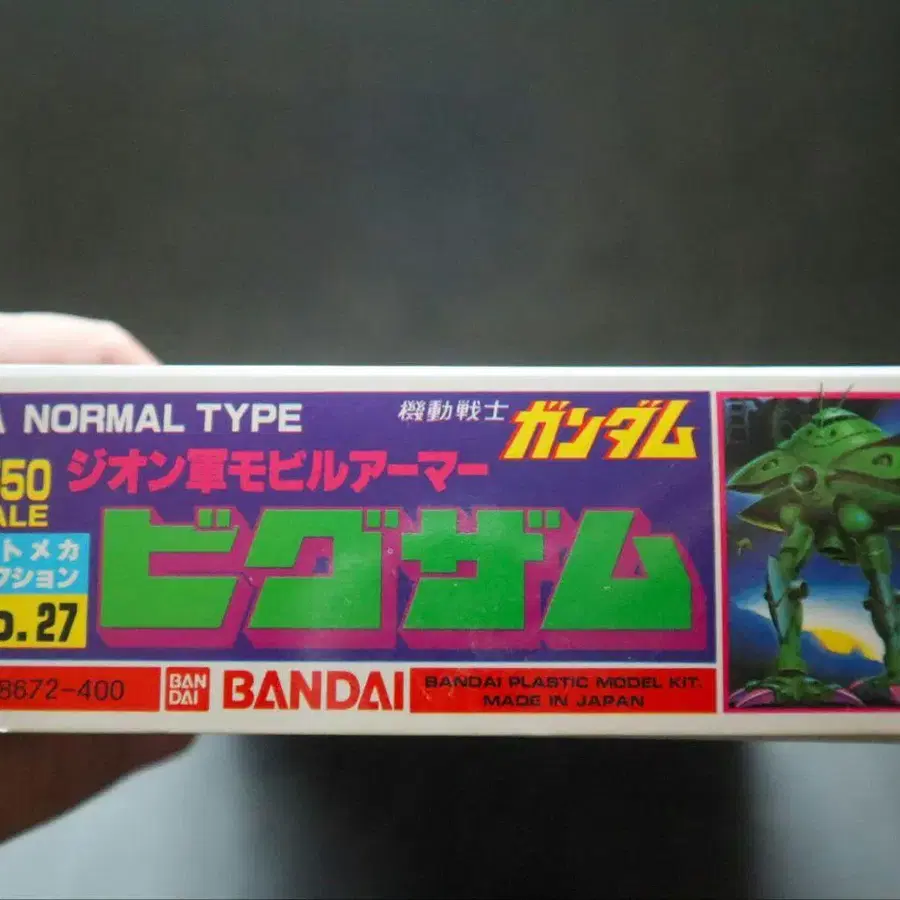 A NORMAL TYPE
機動戦士 ガンダム
50
ALE
ジオン軍モビルアーマー
ビグザム
トメカ
クション
o.27
8672-400
BAN
DAI
BANDAI
BANDAI PLASTIC MODEL KIT.
MADE IN JAPAN